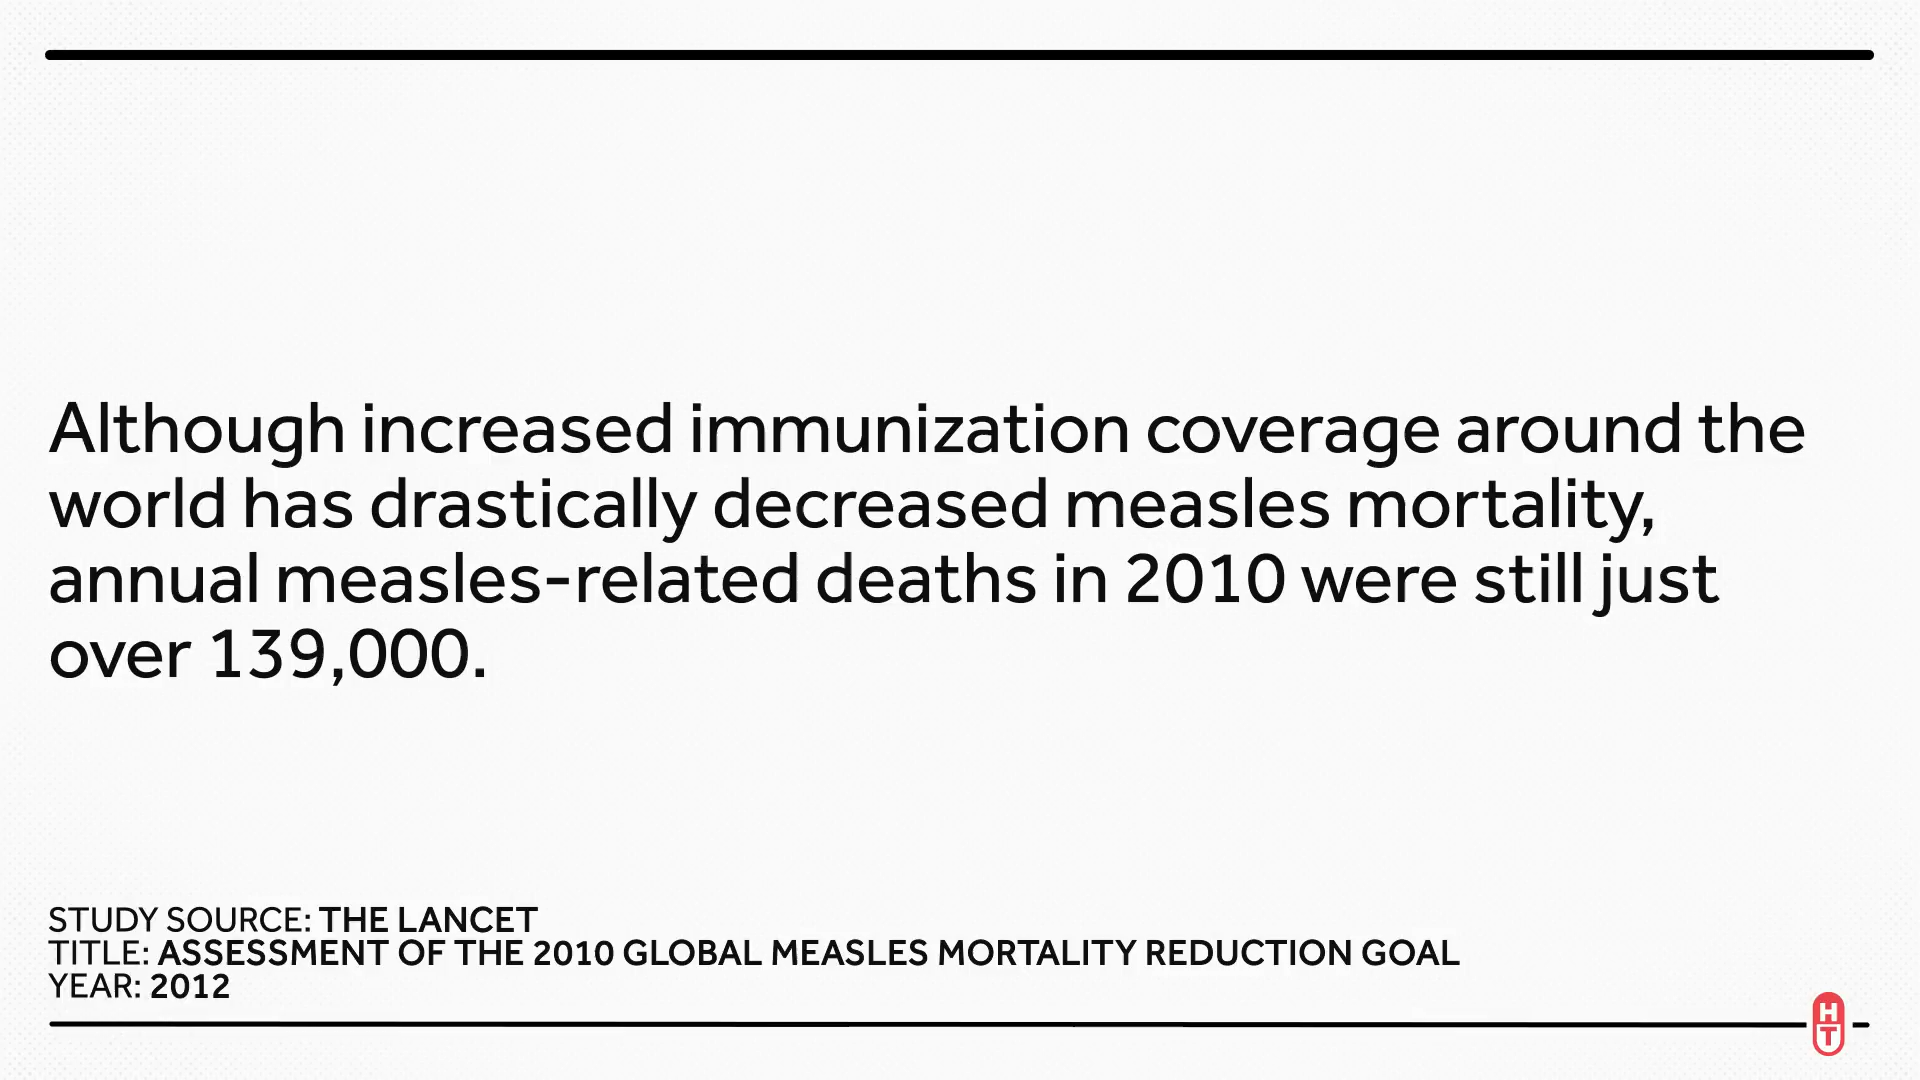 Although increased immunization coverage around the
world has drastically decreased measles mortality,
annual measles-related deaths in 2010 were still just
over 139,000.
STUDY SOURCE: THE LANCET
TITLE: ASSESSMENT OF THE 2010 GLOBAL MEASLES MORTALITY REDUCTION GOAL
YEAR: 2012
H
T